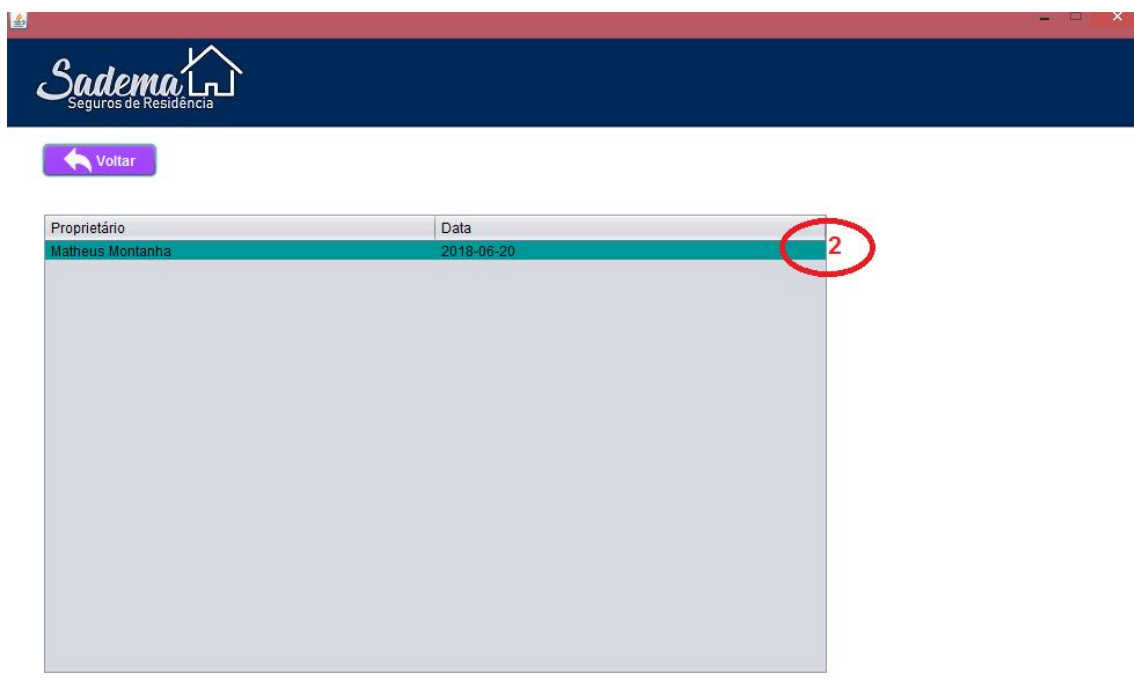 Sadema
Seguros de Residência
Voltar
Proprietário Data
Matheus Montanha 2018-06-20
2